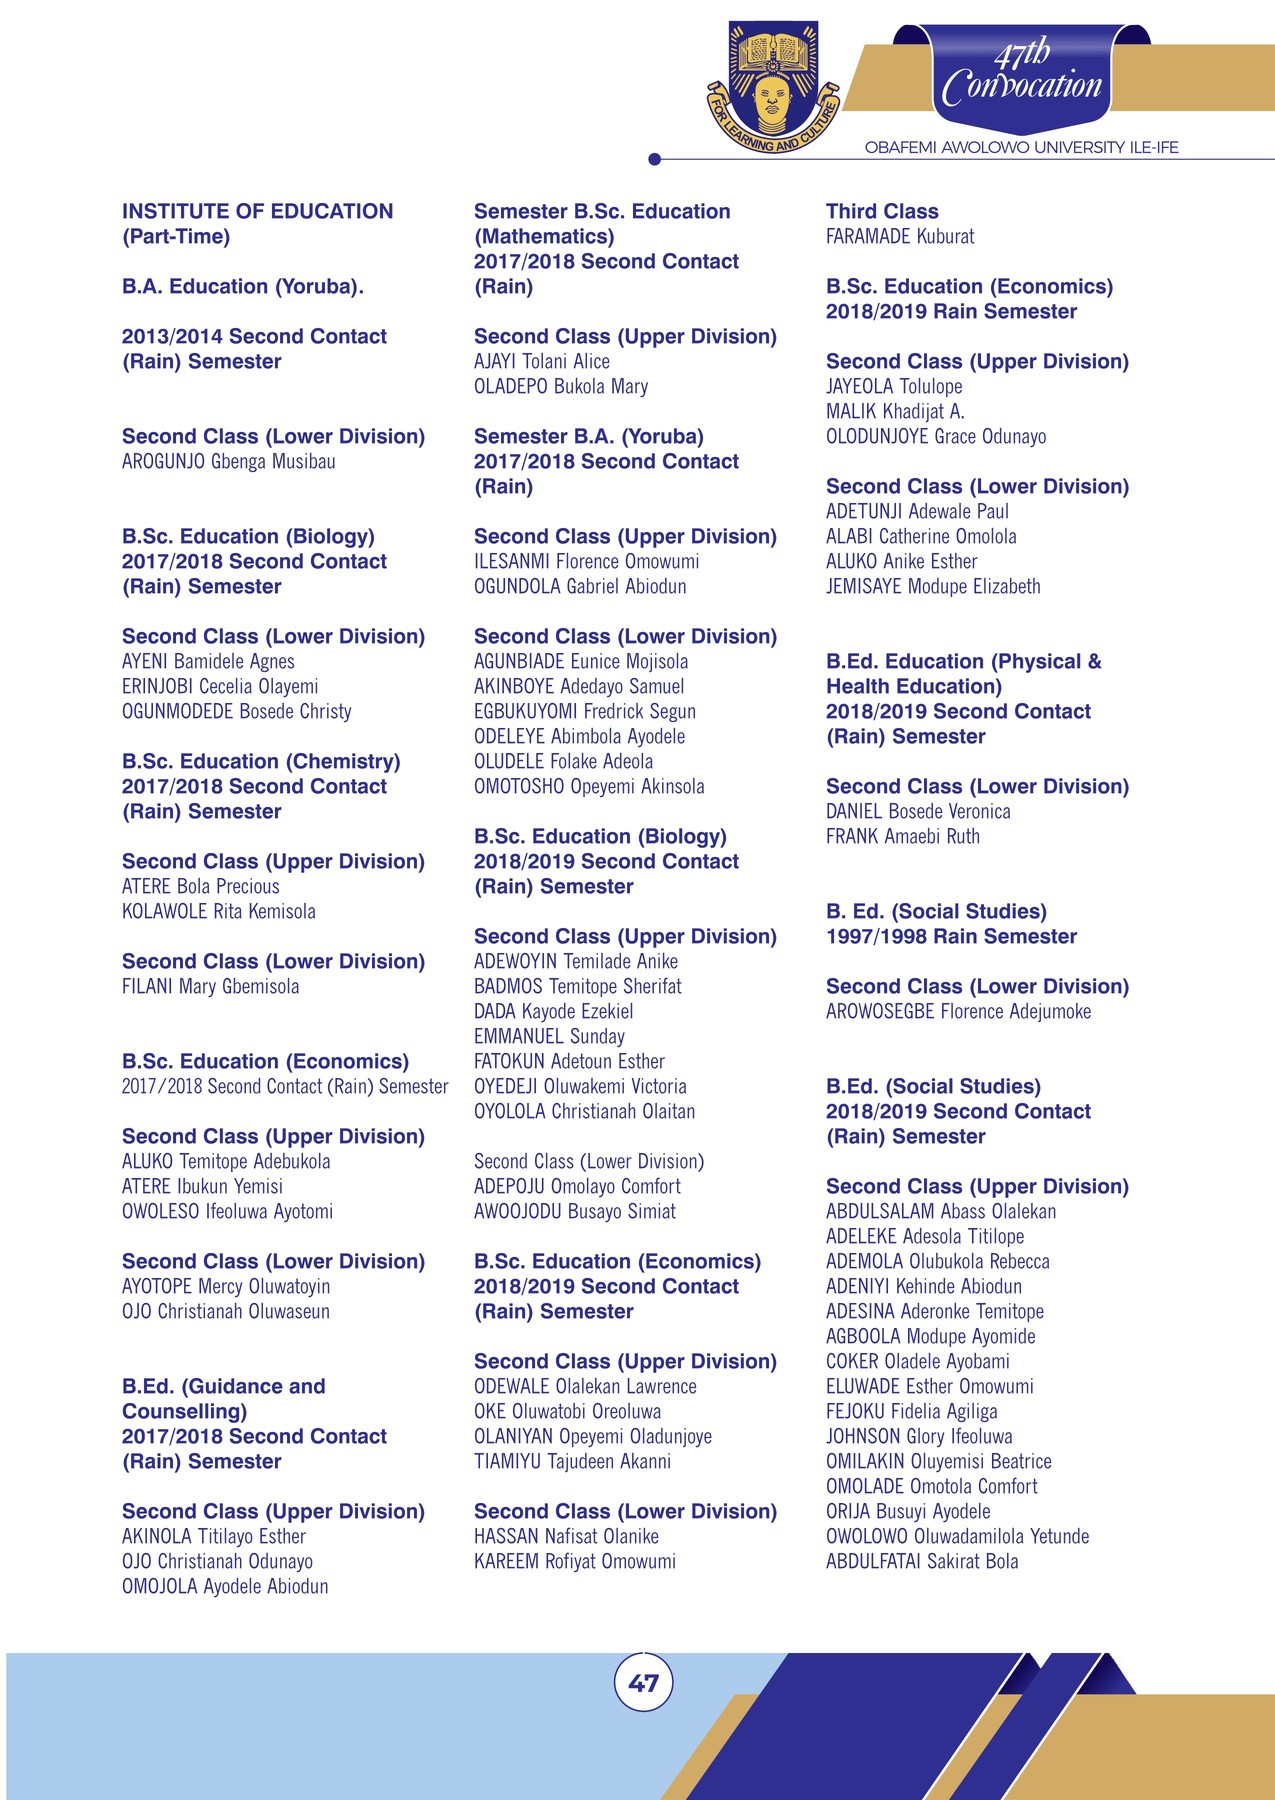 FOR LEARNING AND CULTURE
47th
Convocation
OBAFEMI AWOLOWO UNIVERSITY ILE-IFE
INSTITUTE OF EDUCATION
(Part-Time)
B.A. Education (Yoruba).
2013/2014 Second Contact
(Rain) Semester
Second Class (Lower Division)
AROGUNJO Gbenga Musibau
B.Sc. Education (Biology)
2017/2018 Second Contact
(Rain) Semester
Second Class (Lower Division)
AYENI Bamidele Agnes
ERINJOBI Cecelia Olayemi
OGUNMODEDE Bosede Christy
B.Sc. Education (Chemistry)
2017/2018 Second Contact
(Rain) Semester
Second Class (Upper Division)
ATERE Bola Precious
KOLAWOLE Rita Kemisola
Second Class (Lower Division)
FILANI Mary Gbemisola
B.Sc. Education (Economics)
2017/2018 Second Contact (Rain) Semester
Second Class (Upper Division)
ALUKO Temitope Adebukola
ATERE Ibukun Yemisi
OWOLESO Ifeoluwa Ayotomi
Second Class (Lower Division)
AYOTOPE Mercy Oluwatoyin
OJO Christianah Oluwaseun
B.Ed. (Guidance and
Counselling)
2017/2018 Second Contact
(Rain) Semester
Second Class (Upper Division)
AKINOLA Titilayo Esther
OJO Christianah Odunayo
OMOJOLA Ayodele Abiodun
Semester B.Sc. Education
(Mathematics)
2017/2018 Second Contact
(Rain)
Second Class (Upper Division)
AJAYI Tolani Alice
OLADEPO Bukola Mary
Semester B.A. (Yoruba)
2017/2018 Second Contact
(Rain)
Second Class (Upper Division)
ILESANMI Florence Omowumi
OGUNDOLA Gabriel Abiodun
Second Class (Lower Division)
AGUNBIADE Eunice Mojisola
AKINBOYE Adedayo Samuel
EGBUKUYOMI Fredrick Segun
ODELEYE Abimbola Ayodele
OLUDELE Folake Adeola
OMOTOSHO Opeyemi Akinsola
B.Sc. Education (Biology)
2018/2019 Second Contact
(Rain) Semester
Second Class (Upper Division)
ADEWOYIN Temilade Anike
BADMOS Temitope Sherifat
DADA Kayode Ezekiel
EMMANUEL Sunday
FATOKUN Adetoun Esther
OYEDEJI Oluwakemi Victoria
OYOLOLA Christianah Olaitan
Second Class (Lower Division)
ADEPOJU Omolayo Comfort
AWOOJODU Busayo Simiat
B.Sc. Education (Economics)
2018/2019 Second Contact
(Rain) Semester
Second Class (Upper Division)
ODEWALE Olalekan Lawrence
OKE Oluwatobi Oreoluwa
OLANIYAN Opeyemi Oladunjoye
TIAMIYU Tajudeen Akanni
Second Class (Lower Division)
HASSAN Nafisat Olanike
KAREEM Rofiyat Omowumi
Third Class
FARAMADE Kuburat
B.Sc. Education (Economics)
2018/2019 Rain Semester
Second Class (Upper Division)
JAYEOLA Tolulope
MALIK Khadijat A.
OLODUNJOYE Grace Odunayo
Second Class (Lower Division)
ADETUNJI Adewale Paul
ALABI Catherine Omolola
ALUKO Anike Esther
JEMISAYE Modupe Elizabeth
B.Ed. Education (Physical &
Health Education)
2018/2019 Second Contact
(Rain) Semester
Second Class (Lower Division)
DANIEL Bosede Veronica
FRANK Amaebi Ruth
B. Ed. (Social Studies)
1997/1998 Rain Semester
Second Class (Lower Division)
AROWOSEGBE Florence Adejumoke
B.Ed. (Social Studies)
2018/2019 Second Contact
(Rain) Semester
Second Class (Upper Division)
ABDULSALAM Abass Olalekan
ADELEKE Adesola Titilope
ADEMOLA Olubukola Rebecca
ADENIYI Kehinde Abiodun
ADESINA Aderonke Temitope
AGBOOLA Modupe Ayomide
COKER Oladele Ayobami
ELUWADE Esther Omowumi
FEJOKU Fidelia Agiliga
JOHNSON Glory Ifeoluwa
OMILAKIN Oluyemisi Beatrice
OMOLADE Omotola Comfort
ORIJA Busuyi Ayodele
OWOLOWO Oluwadamilola Yetunde
ABDULFATAI Sakirat Bola
47